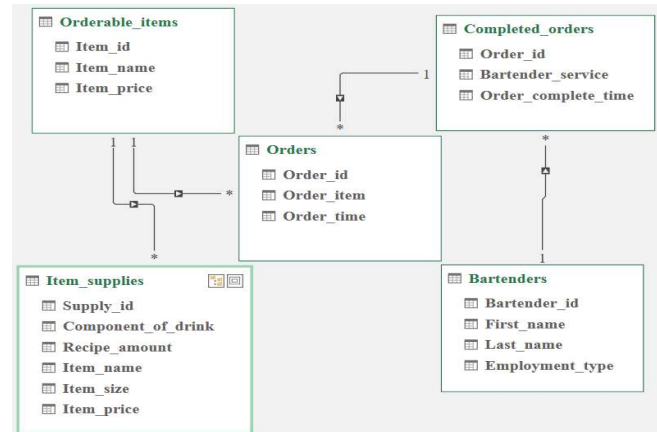 Orderable_items
Item_id
Item_name
Item_price
Completed_orders
Order_id
Bartender_service
Order_complete_time
1
*
1 1
*
*
Orders
Order_id
Order_item
Order_time
*
1
Item_supplies
Supply_id
Component_of_drink
Recipe_amount
Item_name
Item_size
Item_price
Bartenders
Bartender_id
First_name
Last_name
Employment_type